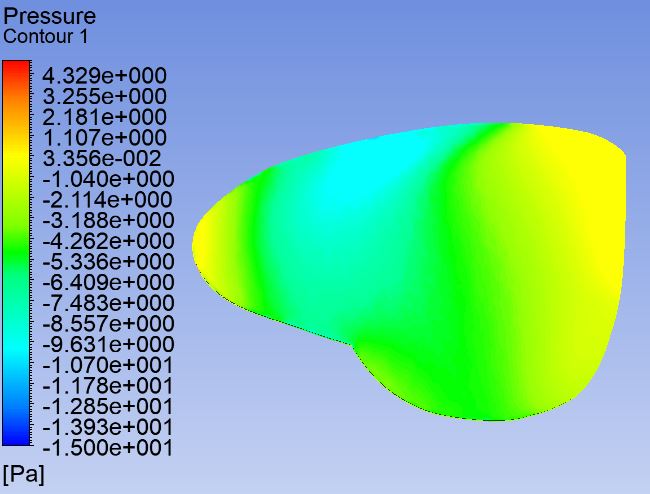 Pressure
Contour 1
4.329e+000
3.255e+000
2.181e+000
1.107e+000
3.356e-002
-1.040e+000
-2.114e+000
-3.188e+000
-4.262e+000
-5.336e+000
-6.409e+000
-7.483e+000
-8.557e+000
-9.631e+000
-1.070e+001
-1.178e+001
-1.285e+001
-1.393e+001
-1.500e+001
[Pa]